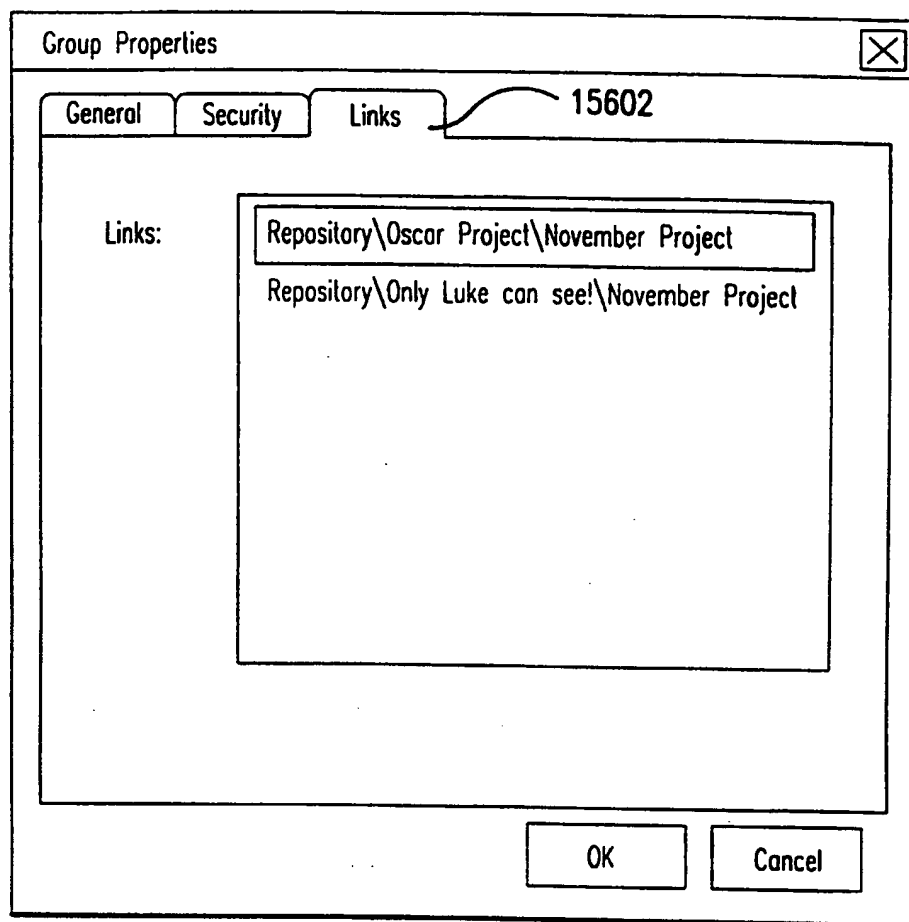 Group Properties
General Security Links 15602
Links:
Repository\Oscar Project\November Project
Repository\Only Luke can see!\November Project
OK Cancel